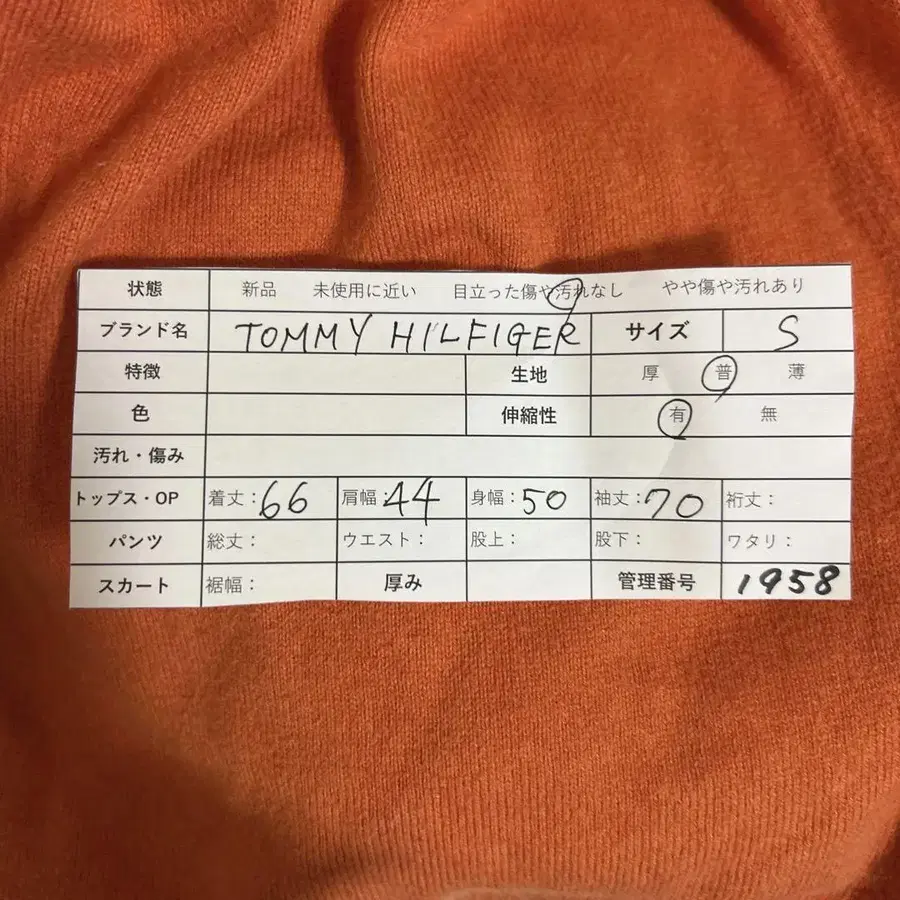 状態 新品 未使用に近い 目立った傷や汚れなし やや傷や汚れあり
ブランド名 TOMMY HILFIGER サイズ S
特徴 生地 厚 普 薄
色 伸縮性 有 無
汚れ・傷み
トップス・OP 着丈：66 肩幅：44 身幅：50 袖丈：70 裄丈：
パンツ 総丈： ウエスト： 股上： 股下： ワタリ：
スカート 裾幅： 厚み 管理番号 1958